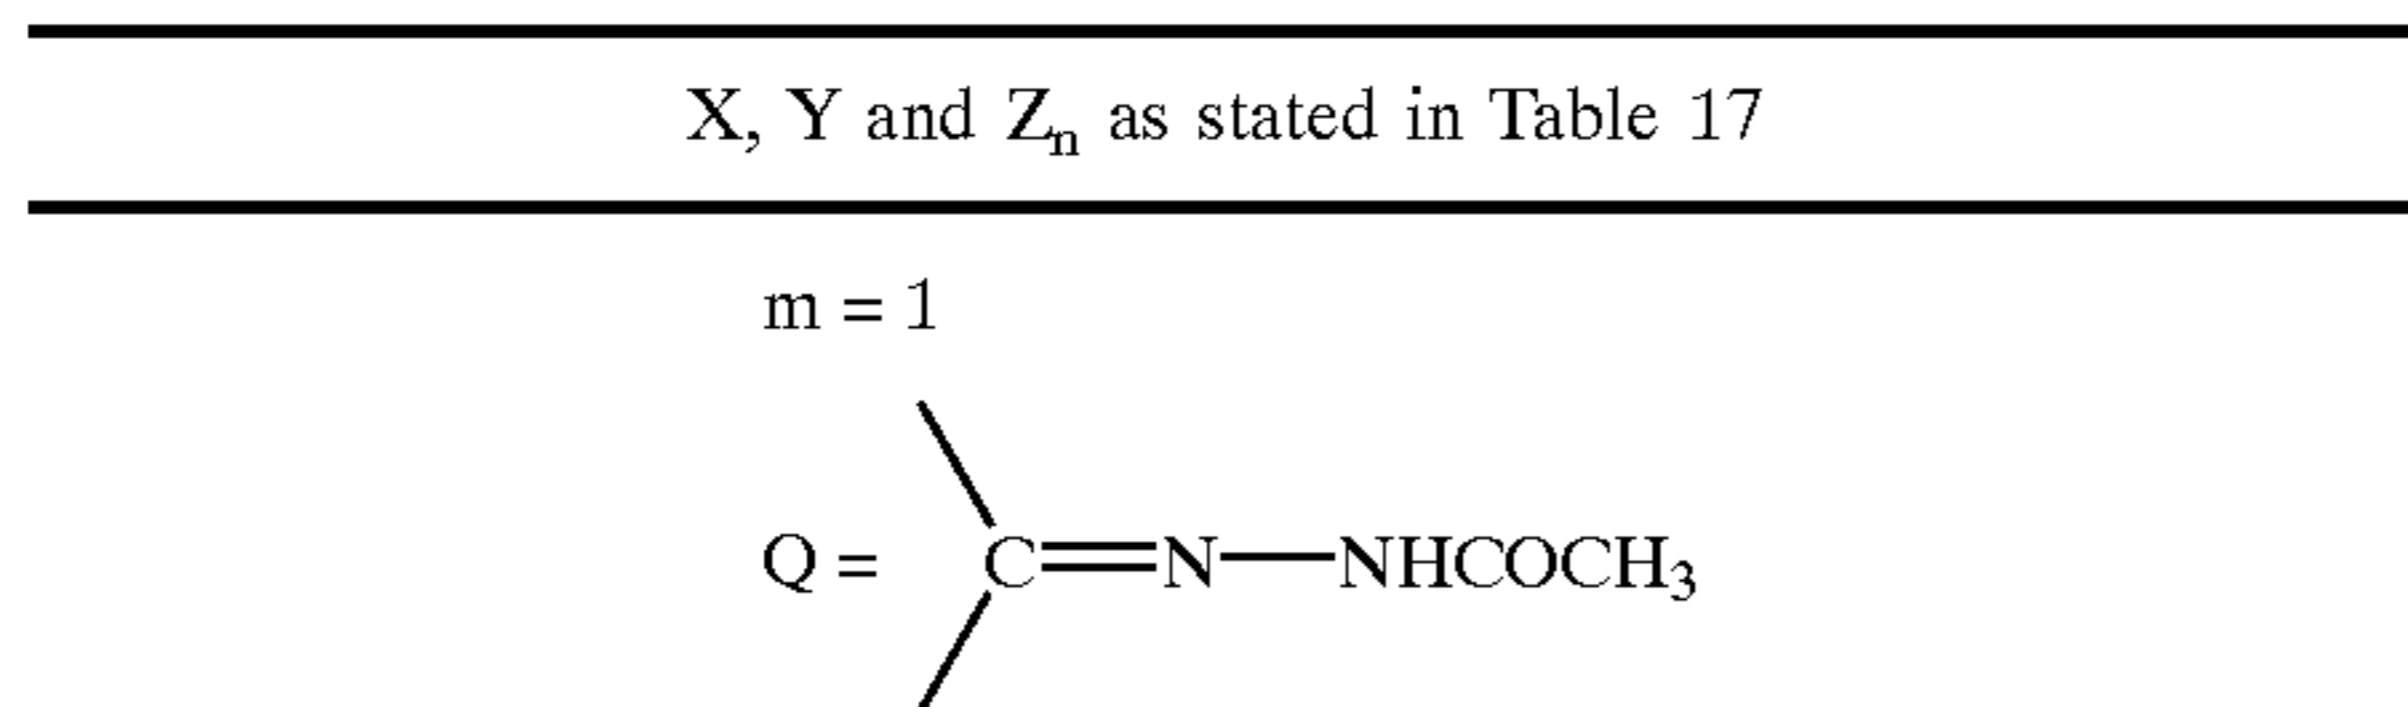 X, Y and Zn as stated in Table 17
m = 1
Q = C=N—NHCOCH3